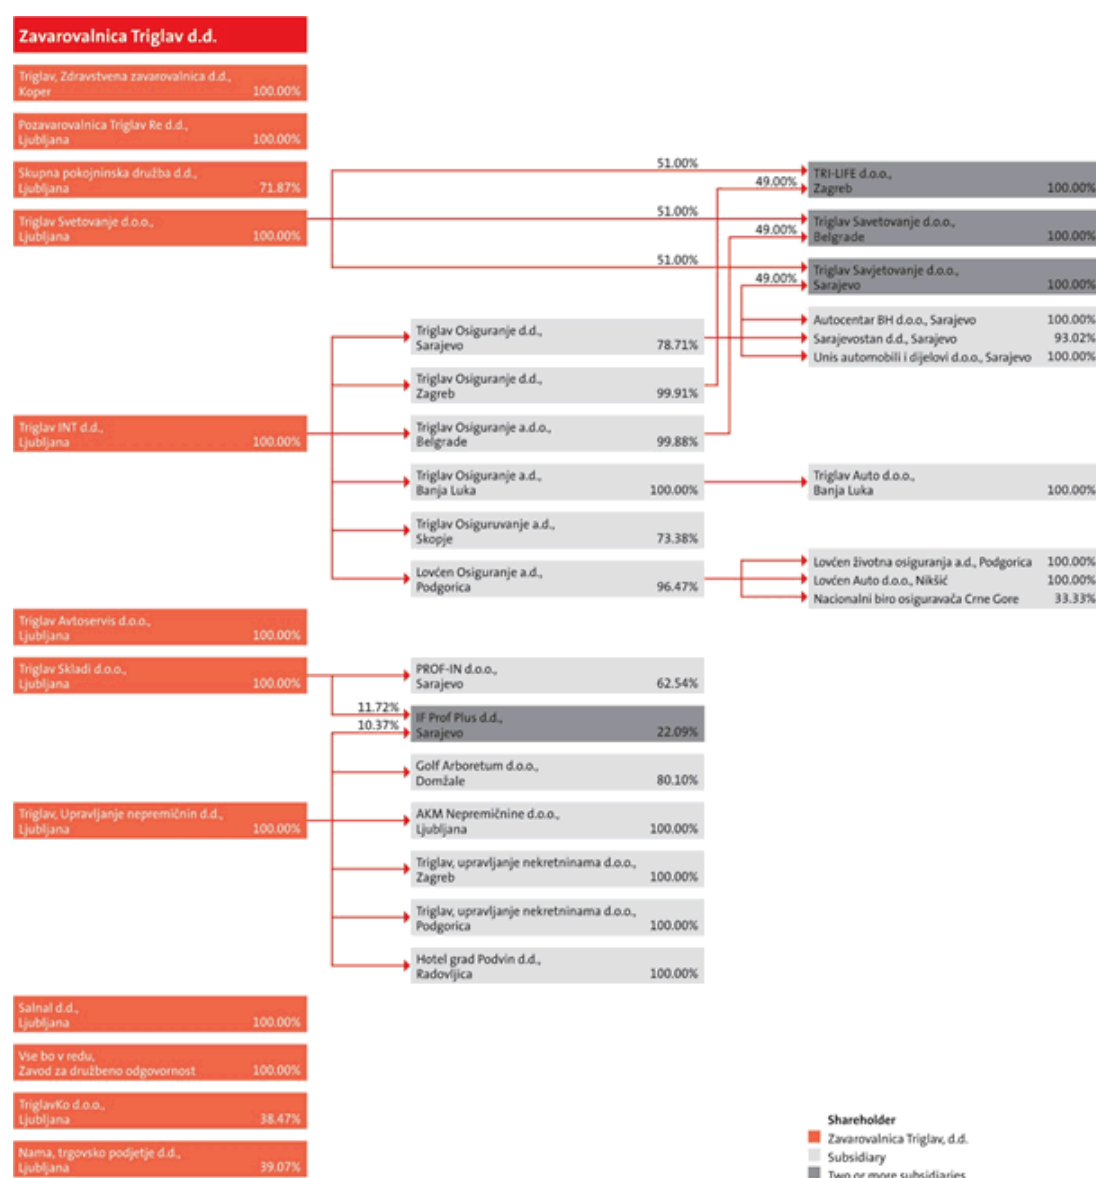 Zavarovalnica Triglav d.d.
Triglav, Zdravstvena zavarovalnica d.d.,
Koper 100.00%
Pozavarovalnica Triglav Re d.d.,
Ljubljana 100.00%
Skupna pokojninska družba d.d.,
Ljubljana 71.87%
Triglav Svetovanje d.o.o.,
Ljubljana 100.00%
51.00%
49.00%
TRI-LIFE d.o.o.,
Zagreb 100.00%
51.00%
49.00%
Triglav Savetovanje d.o.o.,
Belgrade 100.00%
51.00%
49.00%
Triglav Savjetovanje d.o.o.,
Sarajevo 100.00%
Autocentar BH d.o.o., Sarajevo 100.00%
Sarajevostan d.d., Sarajevo 93.02%
Unis automobili i dijelovi d.o.o., Sarajevo 100.00%
Triglav INT d.d.,
Ljubljana 100.00%
Triglav Osiguranje d.d.,
Sarajevo 78.71%
Triglav Osiguranje d.d.,
Zagreb 99.91%
Triglav Osiguranje a.d.o.,
Belgrade 99.88%
Triglav Osiguranje a.d.,
Banja Luka 100.00%
Triglav Auto d.o.o.,
Banja Luka 100.00%
Triglav Osiguruvanje a.d.,
Skopje 73.38%
Lovćen Osiguranje a.d.,
Podgorica 96.47%
Lovćen životna osiguranja a.d., Podgorica 100.00%
Lovćen Auto d.o.o., Nikšić 100.00%
Nacionalni biro osiguravača Crne Gore 33.33%
Triglav Avtoservis d.o.o.,
Ljubljana 100.00%
Triglav Skladi d.o.o.,
Ljubljana 100.00%
PROF-IN d.o.o.,
Sarajevo 62.54%
11.72%
10.37%
IF Prof Plus d.d.,
Sarajevo 22.09%
Golf Arboretum d.o.o.,
Domžale 80.10%
Triglav, Upravljanje nepremičnin d.d.,
Ljubljana 100.00%
AKM Nepremičnine d.o.o.,
Ljubljana 100.00%
Triglav, upravljanje nekretninama d.o.o.,
Zagreb 100.00%
Triglav, upravljanje nekretninama d.o.o.,
Podgorica 100.00%
Hotel grad Podvin d.d.,
Radovljica 100.00%
Salnal d.d.,
Ljubljana 100.00%
Vse bo v redu,
Zavod za družbeno odgovornost 100.00%
TriglavKo d.o.o.,
Ljubljana 38.47%
Nama, trgovsko podjetje d.d.,
Ljubljana 39.07%
Shareholder
Zavarovalnica Triglav, d.d.
Subsidiary
Two or more subsidiaries